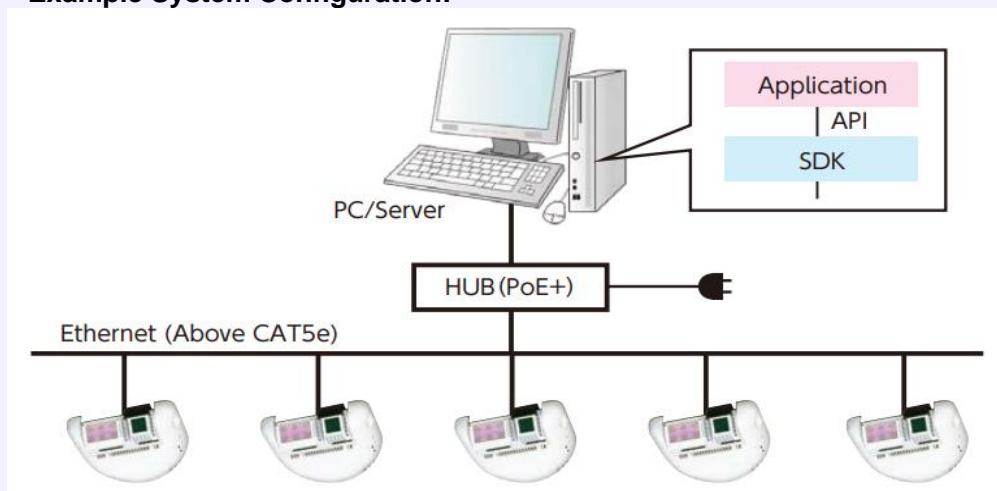 Example System Configuration:
Application
API
SDK
PC/Server
HUB(PoE+)
Ethernet (Above CAT5e)